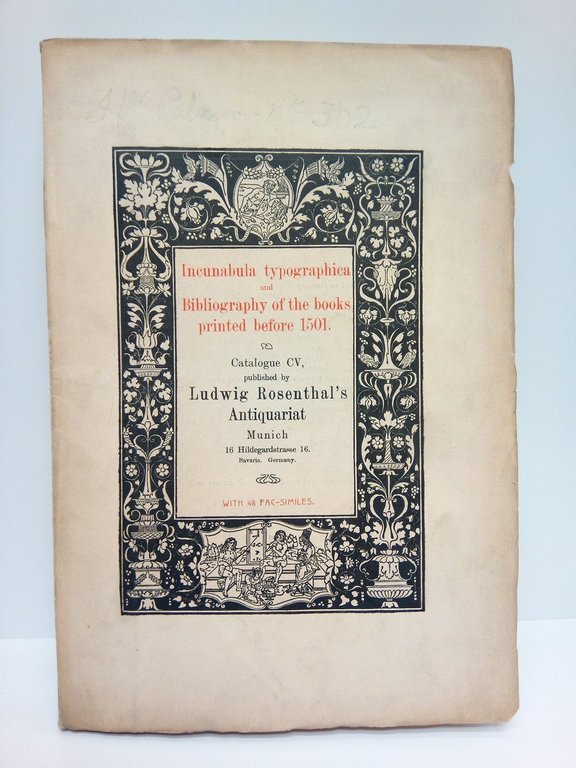 302
Incunabula typographica
and
Bibliography of the books
printed before 1501.
Catalogue CV,
published by
Ludwig Rosenthal's
Antiquariat
Munich
16 Hildegardstrasse 16.
Bavaria. Germany.
WITH 48 FAC-SIMILES.